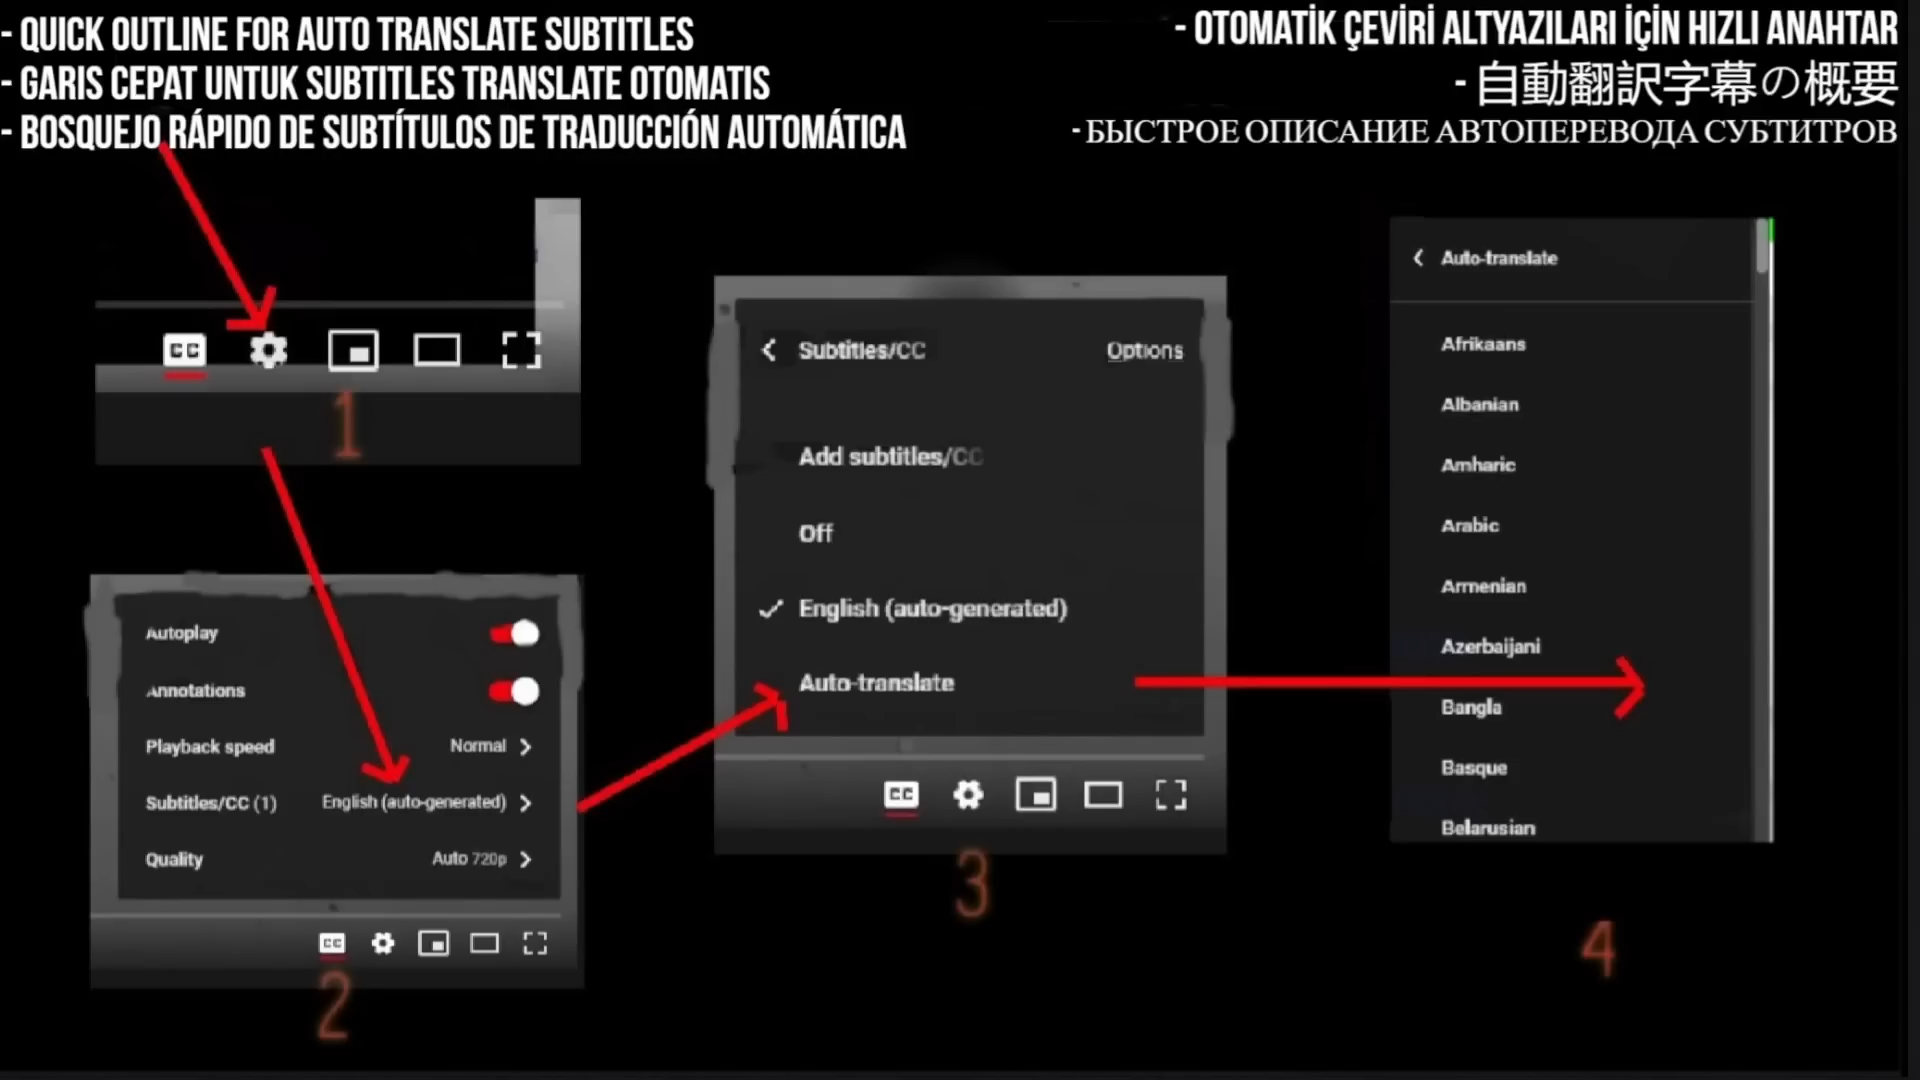 - QUICK OUTLINE FOR AUTO TRANSLATE SUBTITLES
- GARIS CEPAT UNTUK SUBTITLES TRANSLATE OTOMATIS
- BOSQUEJO RÁPIDO DE SUBTÍTULOS DE TRADUCCIÓN AUTOMÁTICA
- OTOMATİK ÇEVİRİ ALTYAZILARI İÇİN HIZLI ANAHTAR
- 自動翻訳字幕の概要
- БЫСТРОЕ ОПИСАНИЕ АВТОПЕРЕВОДА СУБТИТРОВ
CC
1
Autoplay
Annotations
Playback speed Normal
Subtitles/CC (1) English (auto-generated)
Quality Auto 720p
CC
2
Subtitles/CC Options
Add subtitles/CC
Off
English (auto-generated)
Auto-translate
CC
3
Auto-translate
Afrikaans
Albanian
Amharic
Arabic
Armenian
Azerbaijani
Bangla
Basque
Belarusian
4